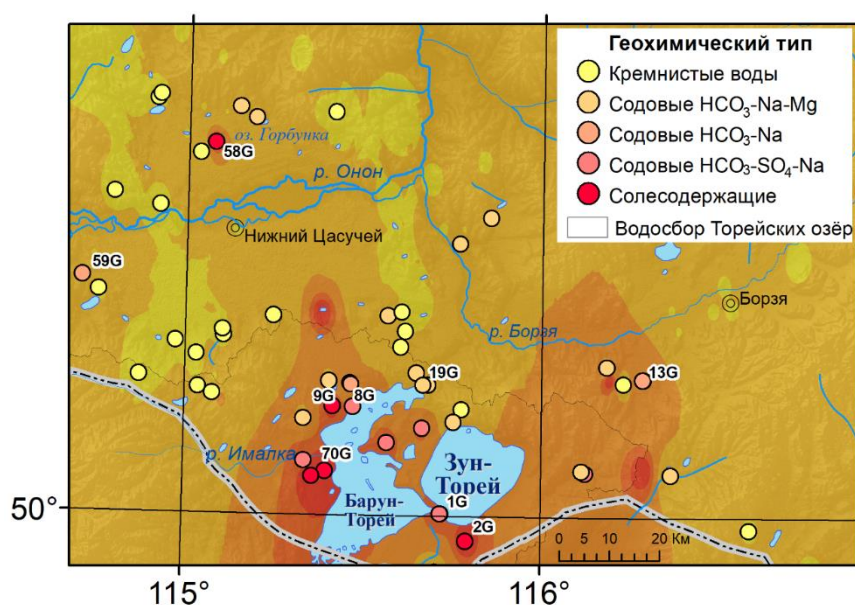 Геохимический тип
Кремнистые воды
Содовые HCO₃-Na-Mg
Содовые HCO₃-Na
Содовые HCO₃-SO₄-Na
Солесодержащие
Водосбор Торейских озёр
оз. Горбунка
58G
р. Онон
Нижний Цасучей
59G
Борзя
р. Борзя
19G
13G
9G
8G
р. Ималка
70G
Зун-
Торей
Барун-
Торей
1G
2G
50°
0 5 10 20 Км
115°
116°